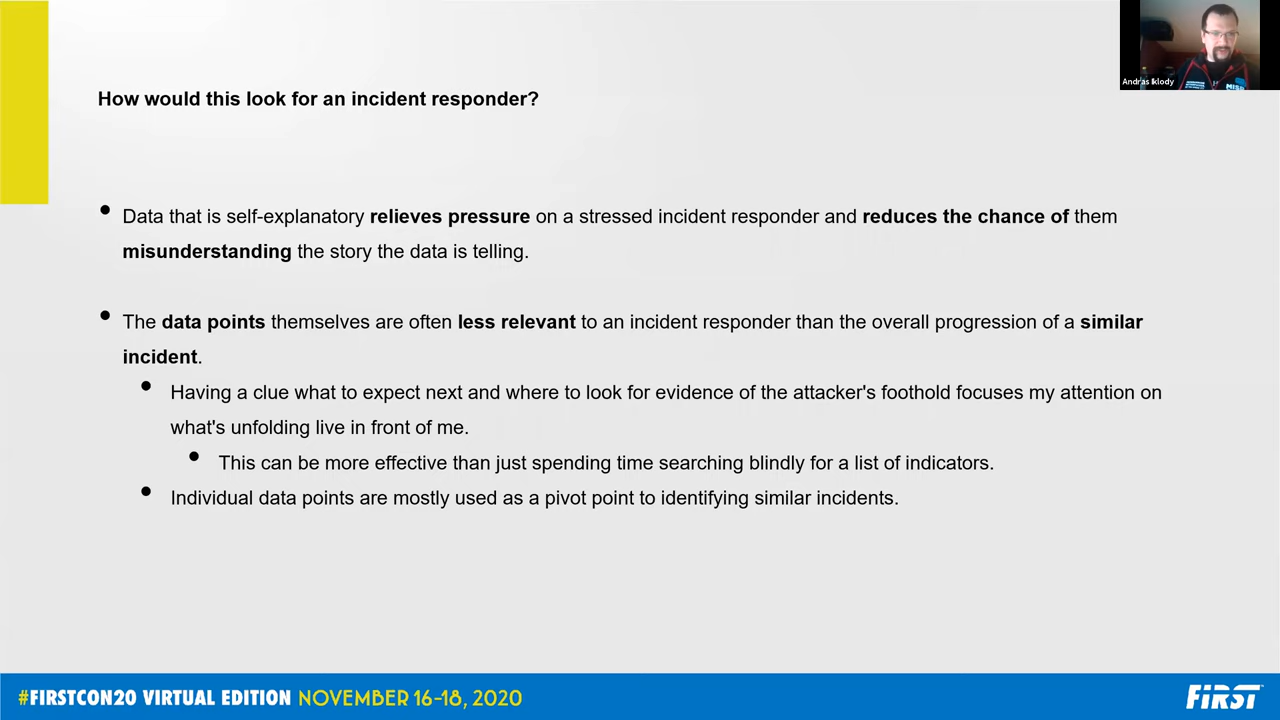 Andras Iklody
How would this look for an incident responder?
• Data that is self-explanatory relieves pressure on a stressed incident responder and reduces the chance of them
misunderstanding the story the data is telling.
• The data points themselves are often less relevant to an incident responder than the overall progression of a similar
incident.
• Having a clue what to expect next and where to look for evidence of the attacker's foothold focuses my attention on
what's unfolding live in front of me.
• This can be more effective than just spending time searching blindly for a list of indicators.
• Individual data points are mostly used as a pivot point to identifying similar incidents.
#FIRSTCON20 VIRTUAL EDITION NOVEMBER 16-18, 2020
FIRST